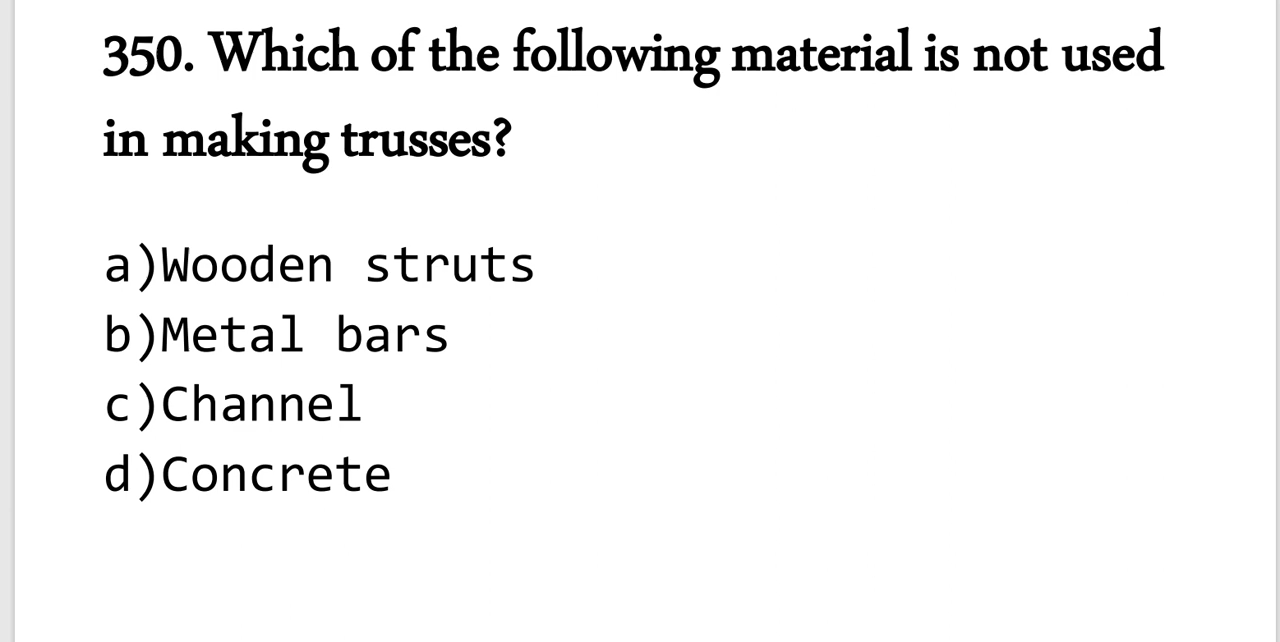 350. Which of the following material is not used
in making trusses?
a)Wooden struts
b)Metal bars
c)Channel
d)Concrete